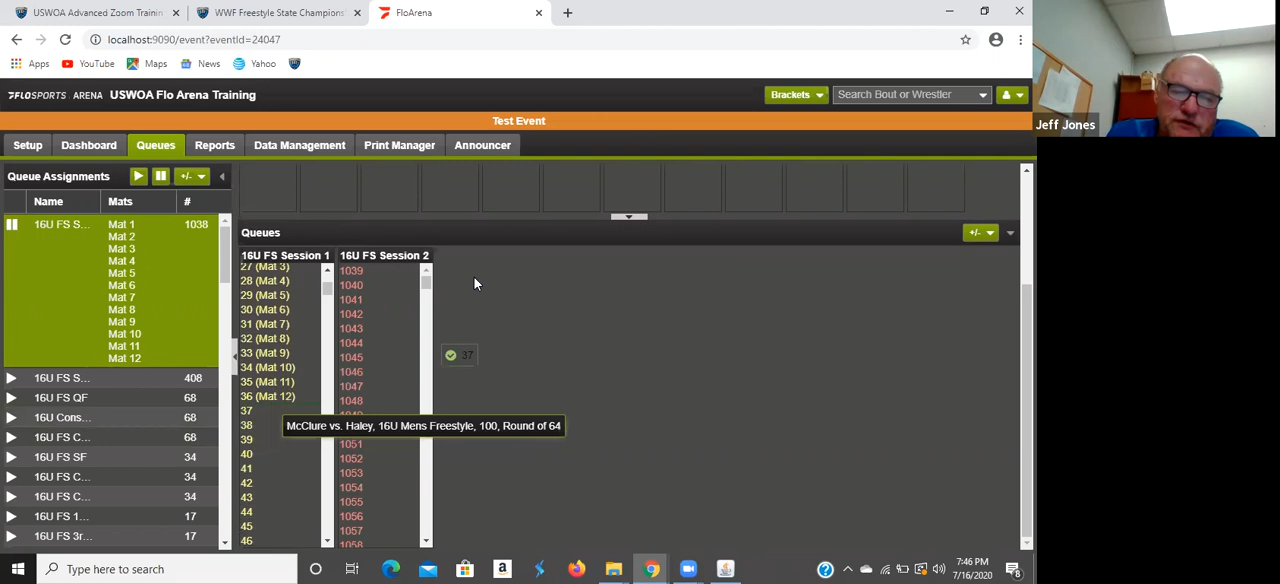 USWOA Advanced Zoom Trainin
WWF Freestyle State Champions
FloArena
localhost:9090/event?eventId=24047
Apps YouTube Maps News Yahoo
FLOSPORTS ARENA USWOA Flo Arena Training
Brackets Search Bout or Wrestler
Test Event
Setup Dashboard Queues Reports Data Management Print Manager Announcer
Queue Assignments +/-
Name Mats #
16U FS S... Mat 1 1038
Mat 2
Mat 3
Mat 4
Mat 5
Mat 6
Mat 7
Mat 8
Mat 9
Mat 10
Mat 11
Mat 12
16U FS S... 408
16U FS QF 68
16U Cons... 68
16U FS C... 68
16U FS SF 34
16U FS C... 34
16U FS C... 34
16U FS 1... 17
16U FS 3r... 17
Queues +/-
16U FS Session 1
27 (Mat 3)
28 (Mat 4)
29 (Mat 5)
30 (Mat 6)
31 (Mat 7)
32 (Mat 8)
33 (Mat 9)
34 (Mat 10)
35 (Mat 11)
36 (Mat 12)
37
38
39
40
41
42
43
44
45
46
16U FS Session 2
1039
1040
1041
1042
1043
1044
1045
1046
1047
1048
1049
1051
1052
1053
1054
1055
1056
1057
1058
37
McClure vs. Haley, 16U Mens Freestyle, 100, Round of 64
Jeff Jones
Type here to search
7:46 PM
7/16/2020
8